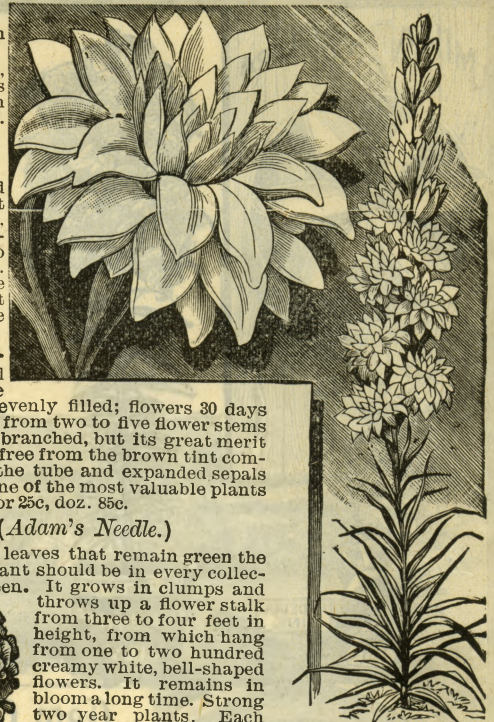 evenly filled; flowers 30 days
from two to five flower stems
branched, but its great merit
free from the brown tint com-
the tube and expanded sepals
ne of the most valuable plants
or 25c, doz. 85c.
(Adam's Needle.)
leaves that remain green the
ant should be in every collec-
en. It grows in clumps and
throws up a flower stalk
from three to four feet in
height, from which hang
from one to two hundred
creamy white, bell-shaped
flowers. It remains in
bloom a long time. Strong
two year plants. Each